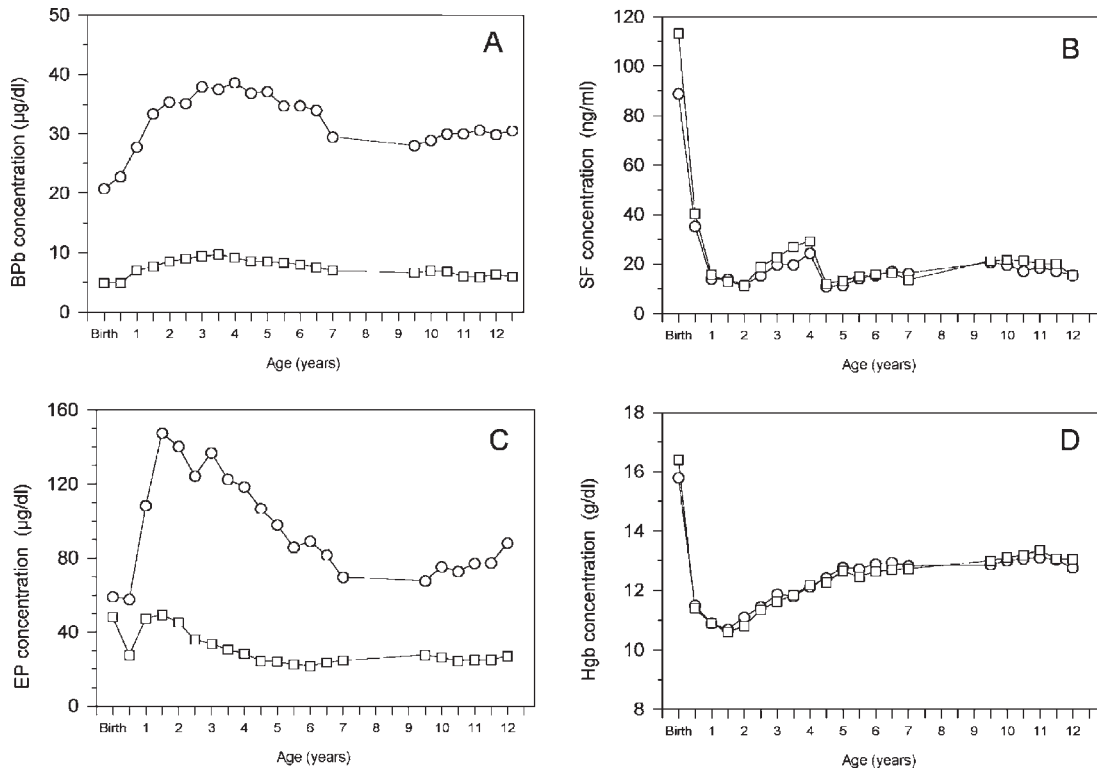 A
BPb concentration (µg/dl)
50
40
30
20
10
0
Birth 1 2 3 4 5 6 7 8 9 10 11 12
Age (years)
B
SF concentration (ng/ml)
120
100
80
60
40
20
0
Birth 1 2 3 4 5 6 7 8 9 10 11 12
Age (years)
C
EP concentration (µg/dl)
160
120
80
40
0
Birth 1 2 3 4 5 6 7 8 9 10 11 12
Age (years)
D
Hgb concentration (g/dl)
18
16
14
12
10
8
Birth 1 2 3 4 5 6 7 8 9 10 11 12
Age (years)